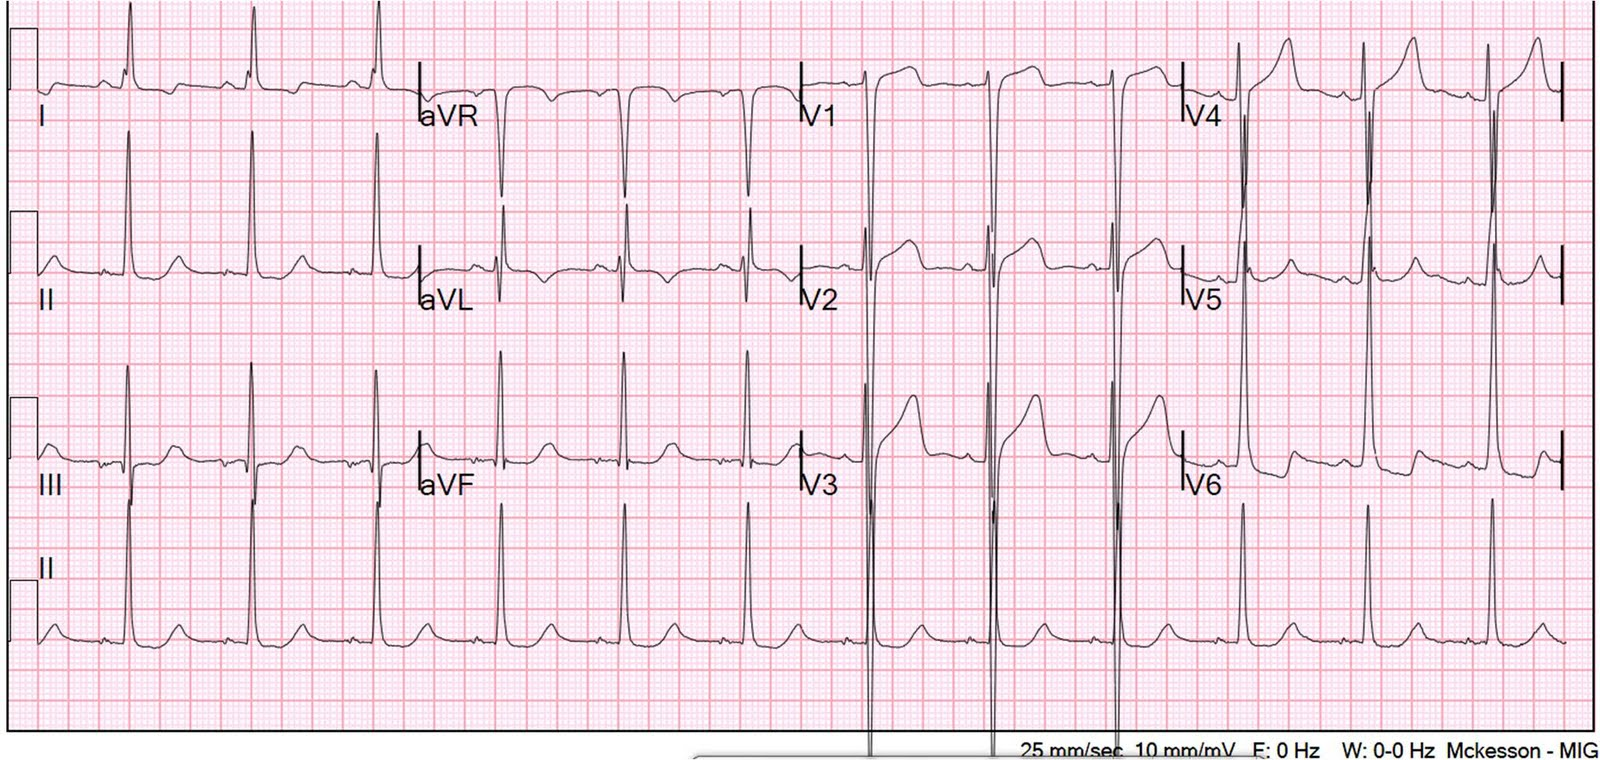 I aVR V1 V4
II aVL V2 V5
III aVF V3 V6
II
25 mm/sec 10 mm/mV F: 0 Hz W: 0-0 Hz Mckesson - MIG